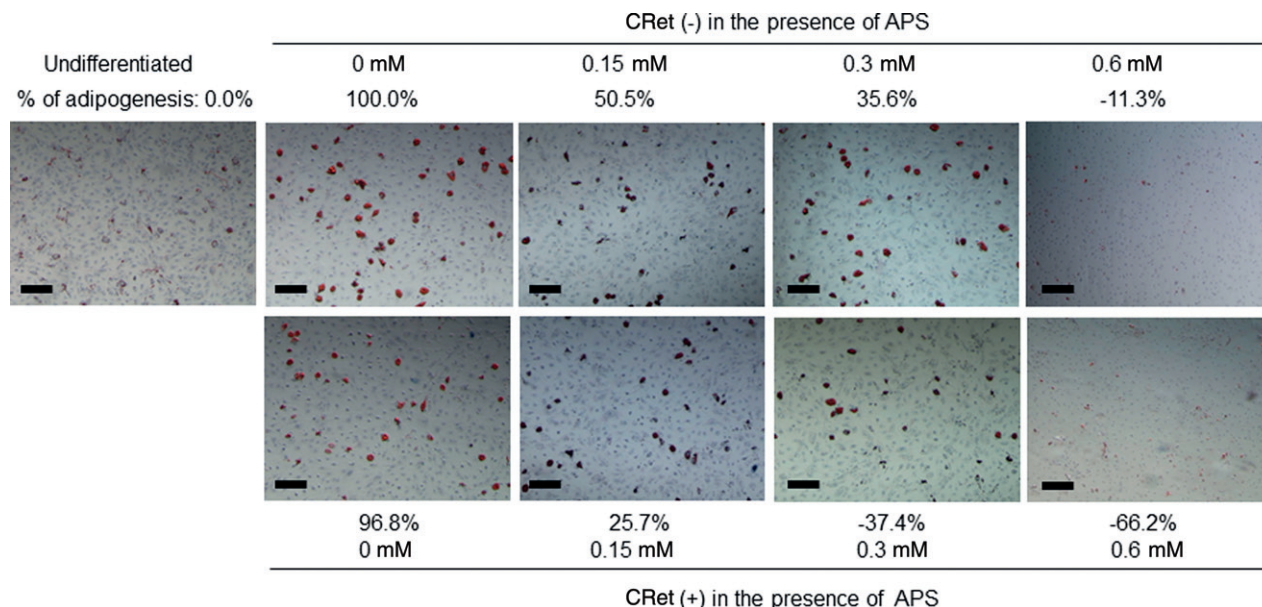 CRet (-) in the presence of APS
Undifferentiated 0 mM 0.15 mM 0.3 mM 0.6 mM
% of adipogenesis: 0.0% 100.0% 50.5% 35.6% -11.3%
96.8% 25.7% -37.4% -66.2%
0 mM 0.15 mM 0.3 mM 0.6 mM
CRet (+) in the presence of APS